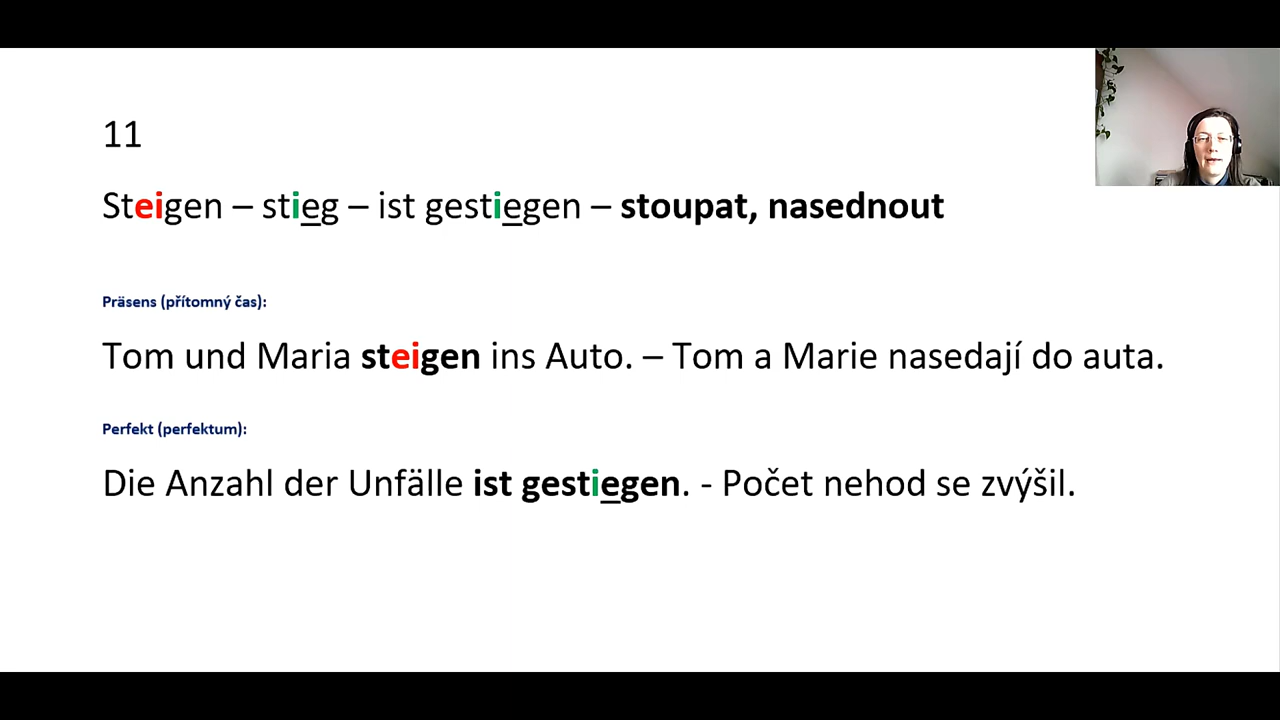 11
Steigen – stieg – ist gestiegen – stoupat, nasednout
Präsens (přítomný čas):
Tom und Maria steigen ins Auto. – Tom a Marie nasedají do auta.
Perfekt (perfektum):
Die Anzahl der Unfälle ist gestiegen. - Počet nehod se zvýšil.